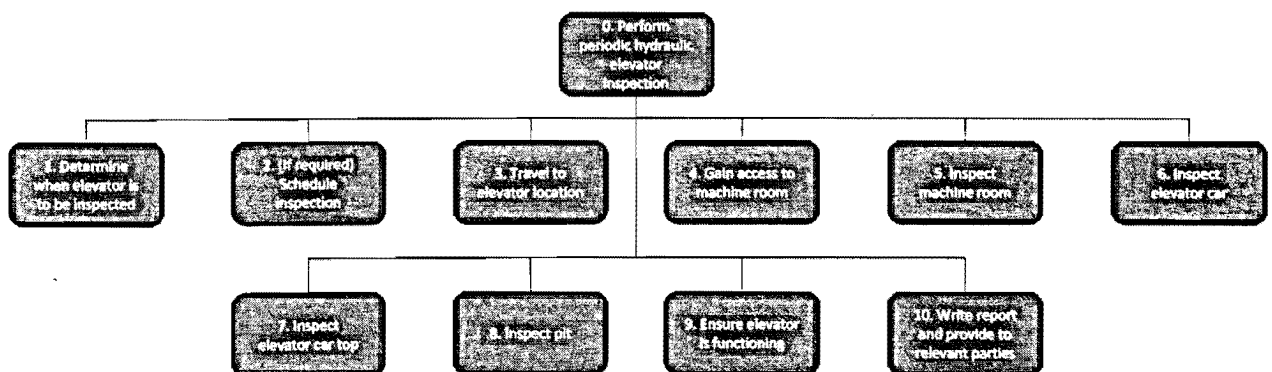 0. Perform
periodic hydraulic
elevator
inspection
1. Determine
when elevator is
to be inspected
2. (If required)
Schedule
inspection
3. Travel to
elevator location
4. Gain access to
machine room
5. Inspect
machine room
6. Inspect
elevator car
7. Inspect
elevator car top
8. Inspect pit
9. Ensure elevator
is functioning
10. Write report
and provide to
relevant parties